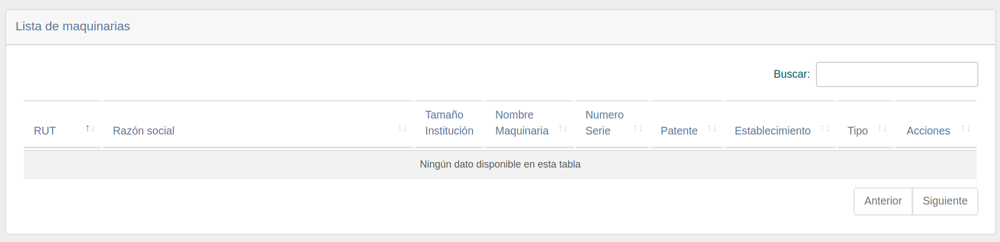 Lista de maquinarias
Buscar:
RUT ↑↓ Razón social ↑↓ Tamaño Institución Nombre Maquinaria ↑↓ Numero Serie ↑↓ Patente ↑↓ Establecimiento ↑↓ Tipo ↑↓ Acciones ↑↓
Ningún dato disponible en esta tabla
Anterior Siguiente